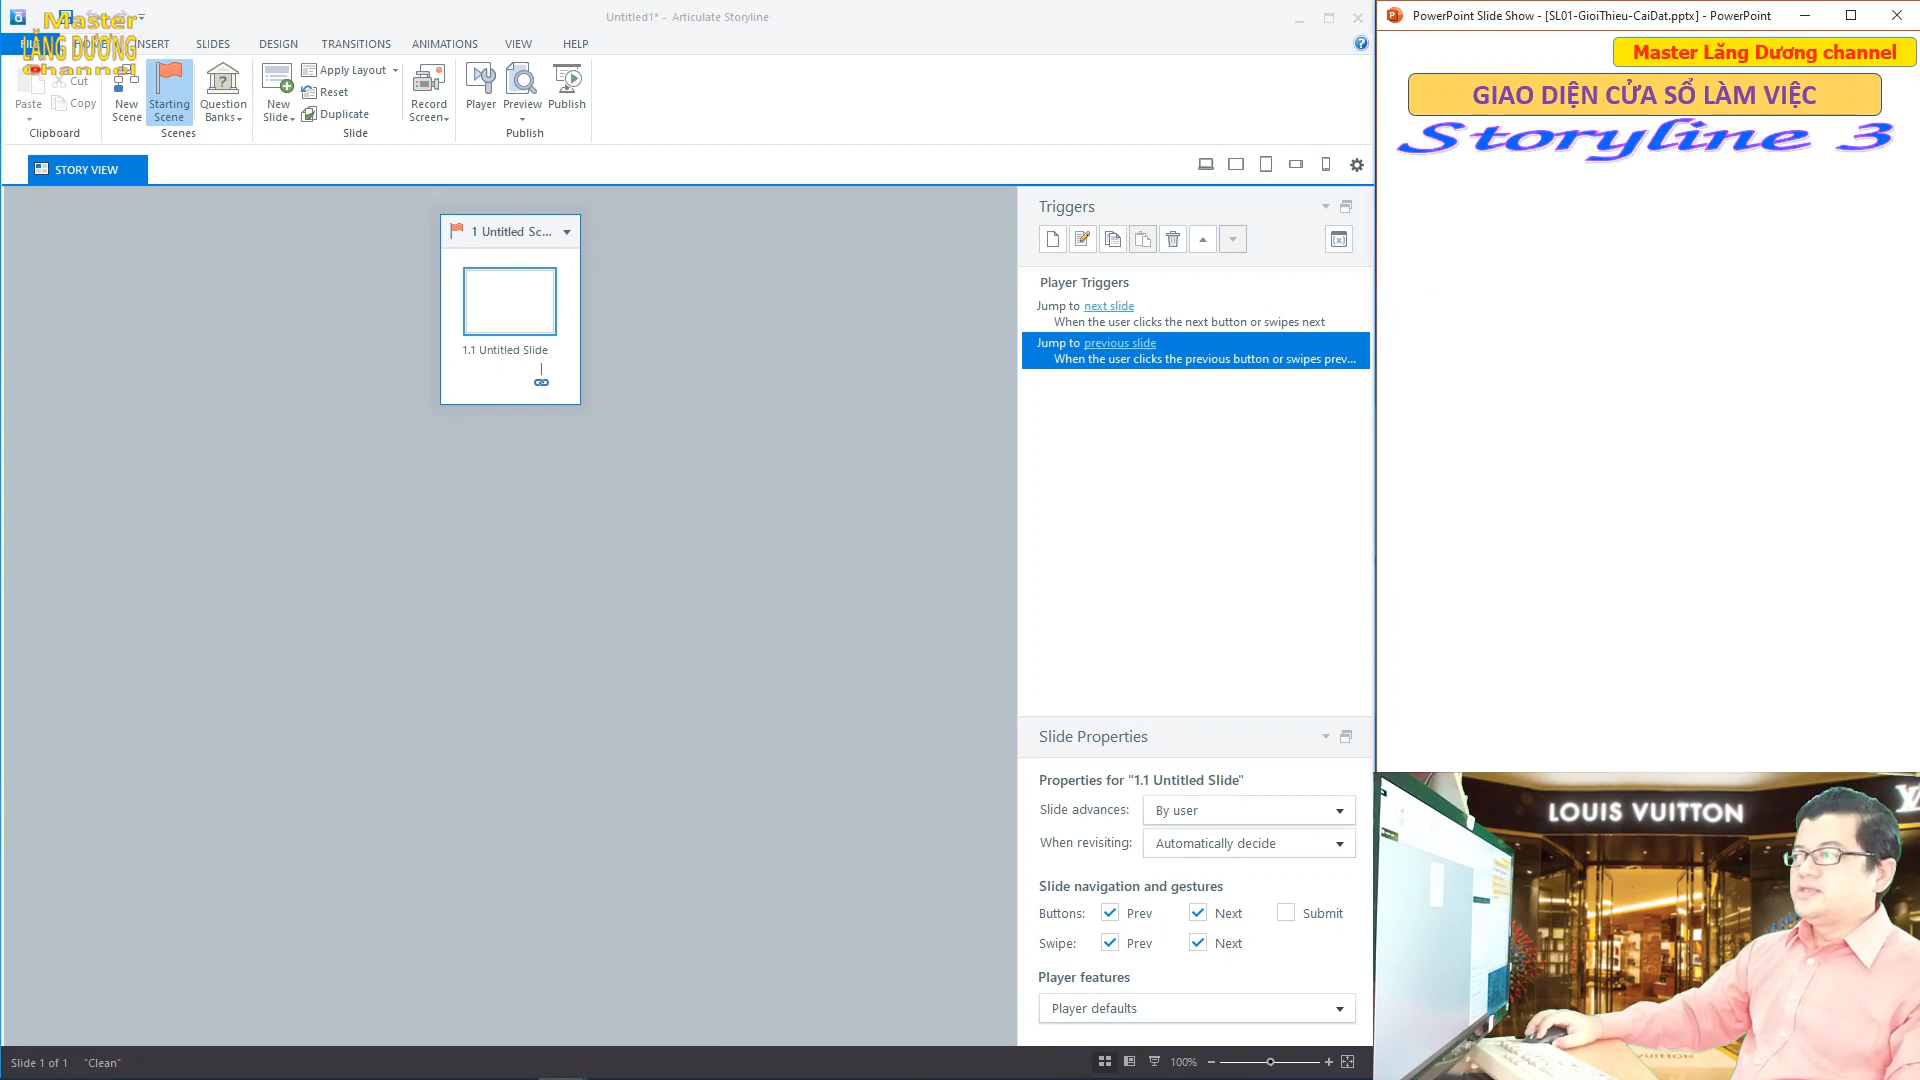 Untitled1* - Articulate Storyline
Master
LĂNG DƯƠNG
Channel
INSERT
SLIDES
DESIGN
TRANSITIONS
ANIMATIONS
VIEW
HELP
Paste
Cut
Copy
Clipboard
New Scene
Starting Scene
Question Banks
Scenes
New Slide
Apply Layout
Reset
Duplicate
Slide
Record Screen
Player
Preview
Publish
Publish
STORY VIEW
1 Untitled Sc...
1.1 Untitled Slide
Triggers
Player Triggers
Jump to next slide
When the user clicks the next button or swipes next
Jump to previous slide
When the user clicks the previous button or swipes prev...
Slide Properties
Properties for "1.1 Untitled Slide"
Slide advances: By user
When revisiting: Automatically decide
Slide navigation and gestures
Buttons: Prev Next Submit
Swipe: Prev Next
Player features
Player defaults
Slide 1 of 1 "Clean"
100%
PowerPoint Slide Show - [SL01-GioiThieu-CaiDat.pptx] - PowerPoint
Master Lăng Dương channel
GIAO DIỆN CỬA SỔ LÀM VIỆC
Storyline 3
LOUIS VUITTON